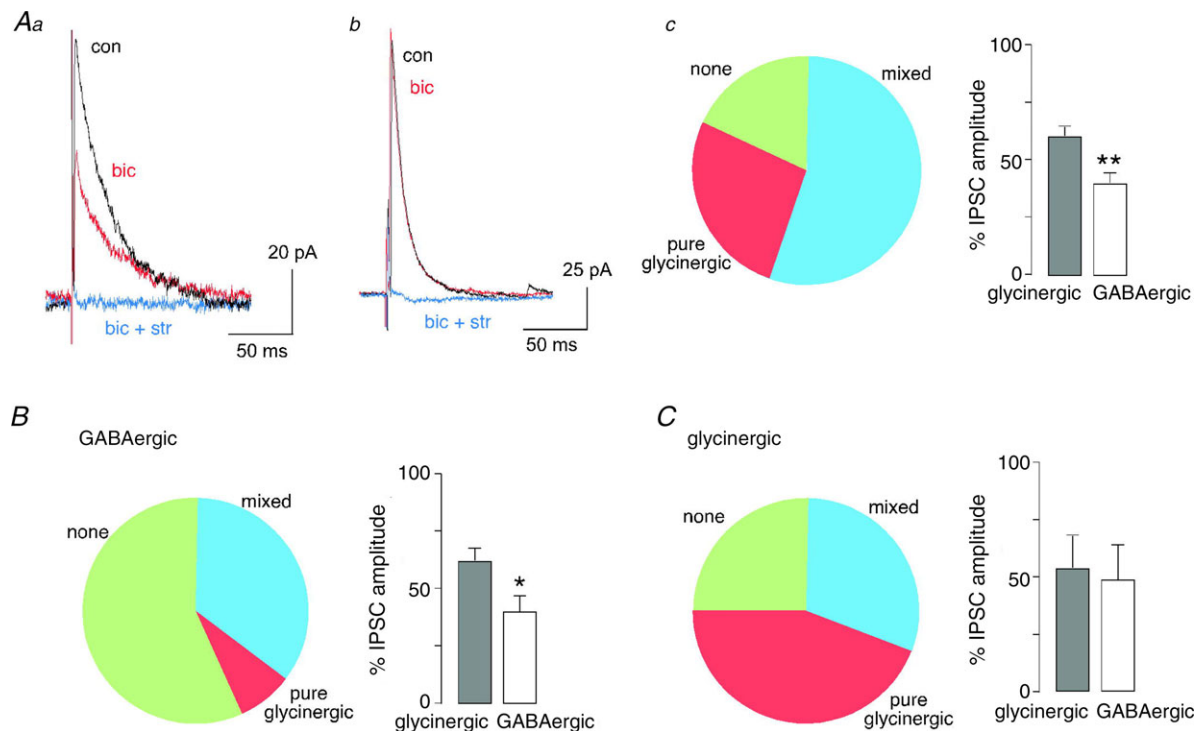 Aa
con
bic
bic + str
20 pA
50 ms
b
con
bic
bic + str
25 pA
50 ms
c
none
mixed
pure
glycinergic
% IPSC amplitude
100
50
0
**
glycinergic GABAergic
B
GABAergic
none
mixed
pure
glycinergic
% IPSC amplitude
100
50
0
*
glycinergic GABAergic
C
glycinergic
none
mixed
pure
glycinergic
% IPSC amplitude
100
50
0
glycinergic GABAergic